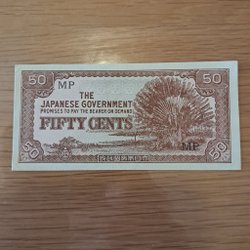 50
50
MP
THE
JAPANESE GOVERNMENT
PROMISES TO PAY THE BEARER ON DEMAND
FIFTY CENTS
MP
50
50